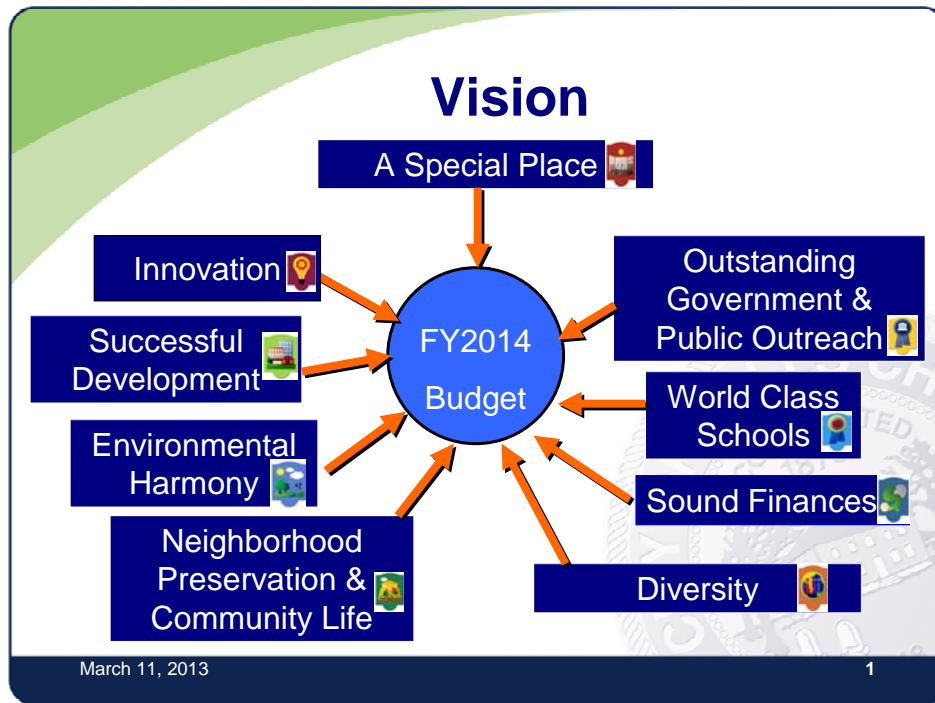 Vision
A Special Place
Innovation
Outstanding
Government &
Public Outreach
Successful
Development
FY2014
Budget
World Class
Schools
Environmental
Harmony
Sound Finances
Neighborhood
Preservation &
Community Life
Diversity
March 11, 2013
1